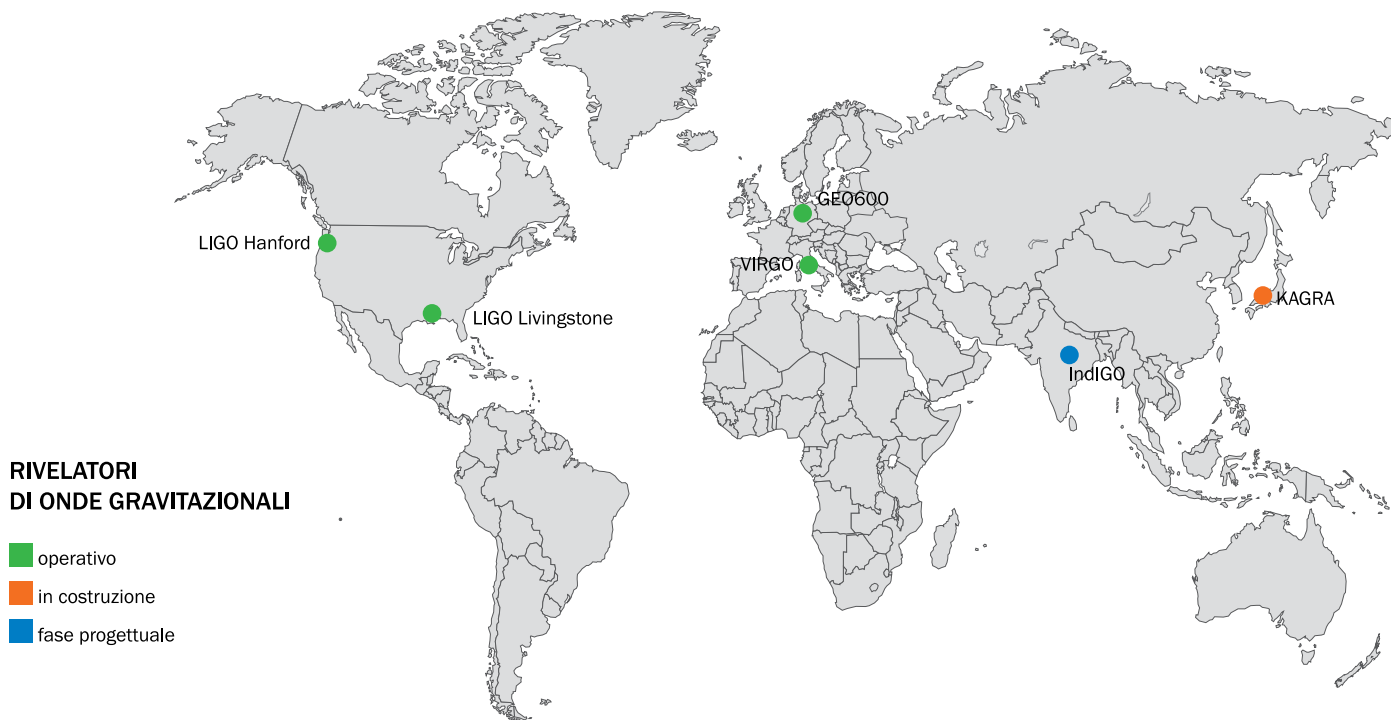 GEO600
LIGO Hanford
VIRGO
KAGRA
LIGO Livingstone
IndIGO
RIVELATORI
DI ONDE GRAVITAZIONALI
operativo
in costruzione
fase progettuale